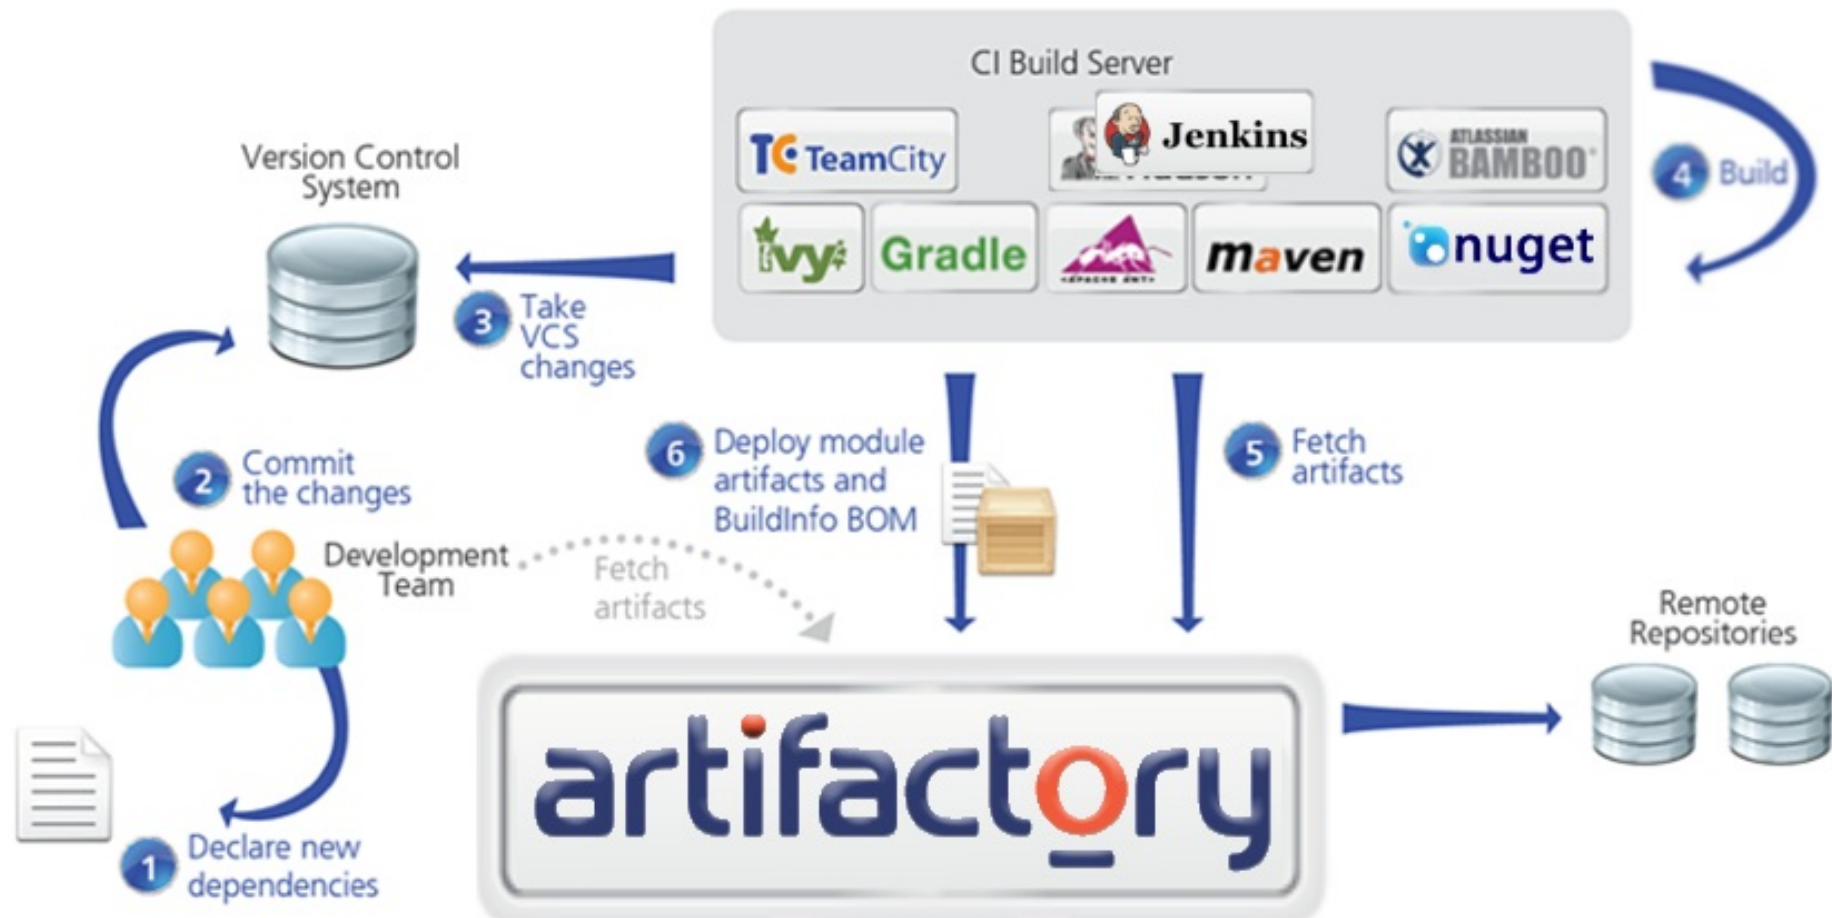 CI Build Server
TeamCity
Jenkins
ATLASSIAN
BAMBOO
4 Build
Version Control
System
ivy
Gradle
<APACHE ANT>
maven
nuget
3 Take
VCS
changes
6 Deploy module
artifacts and
BuildInfo BOM
5 Fetch
artifacts
2 Commit
the changes
Development
Team
Fetch
artifacts
Remote
Repositories
artifactory
1 Declare new
dependencies